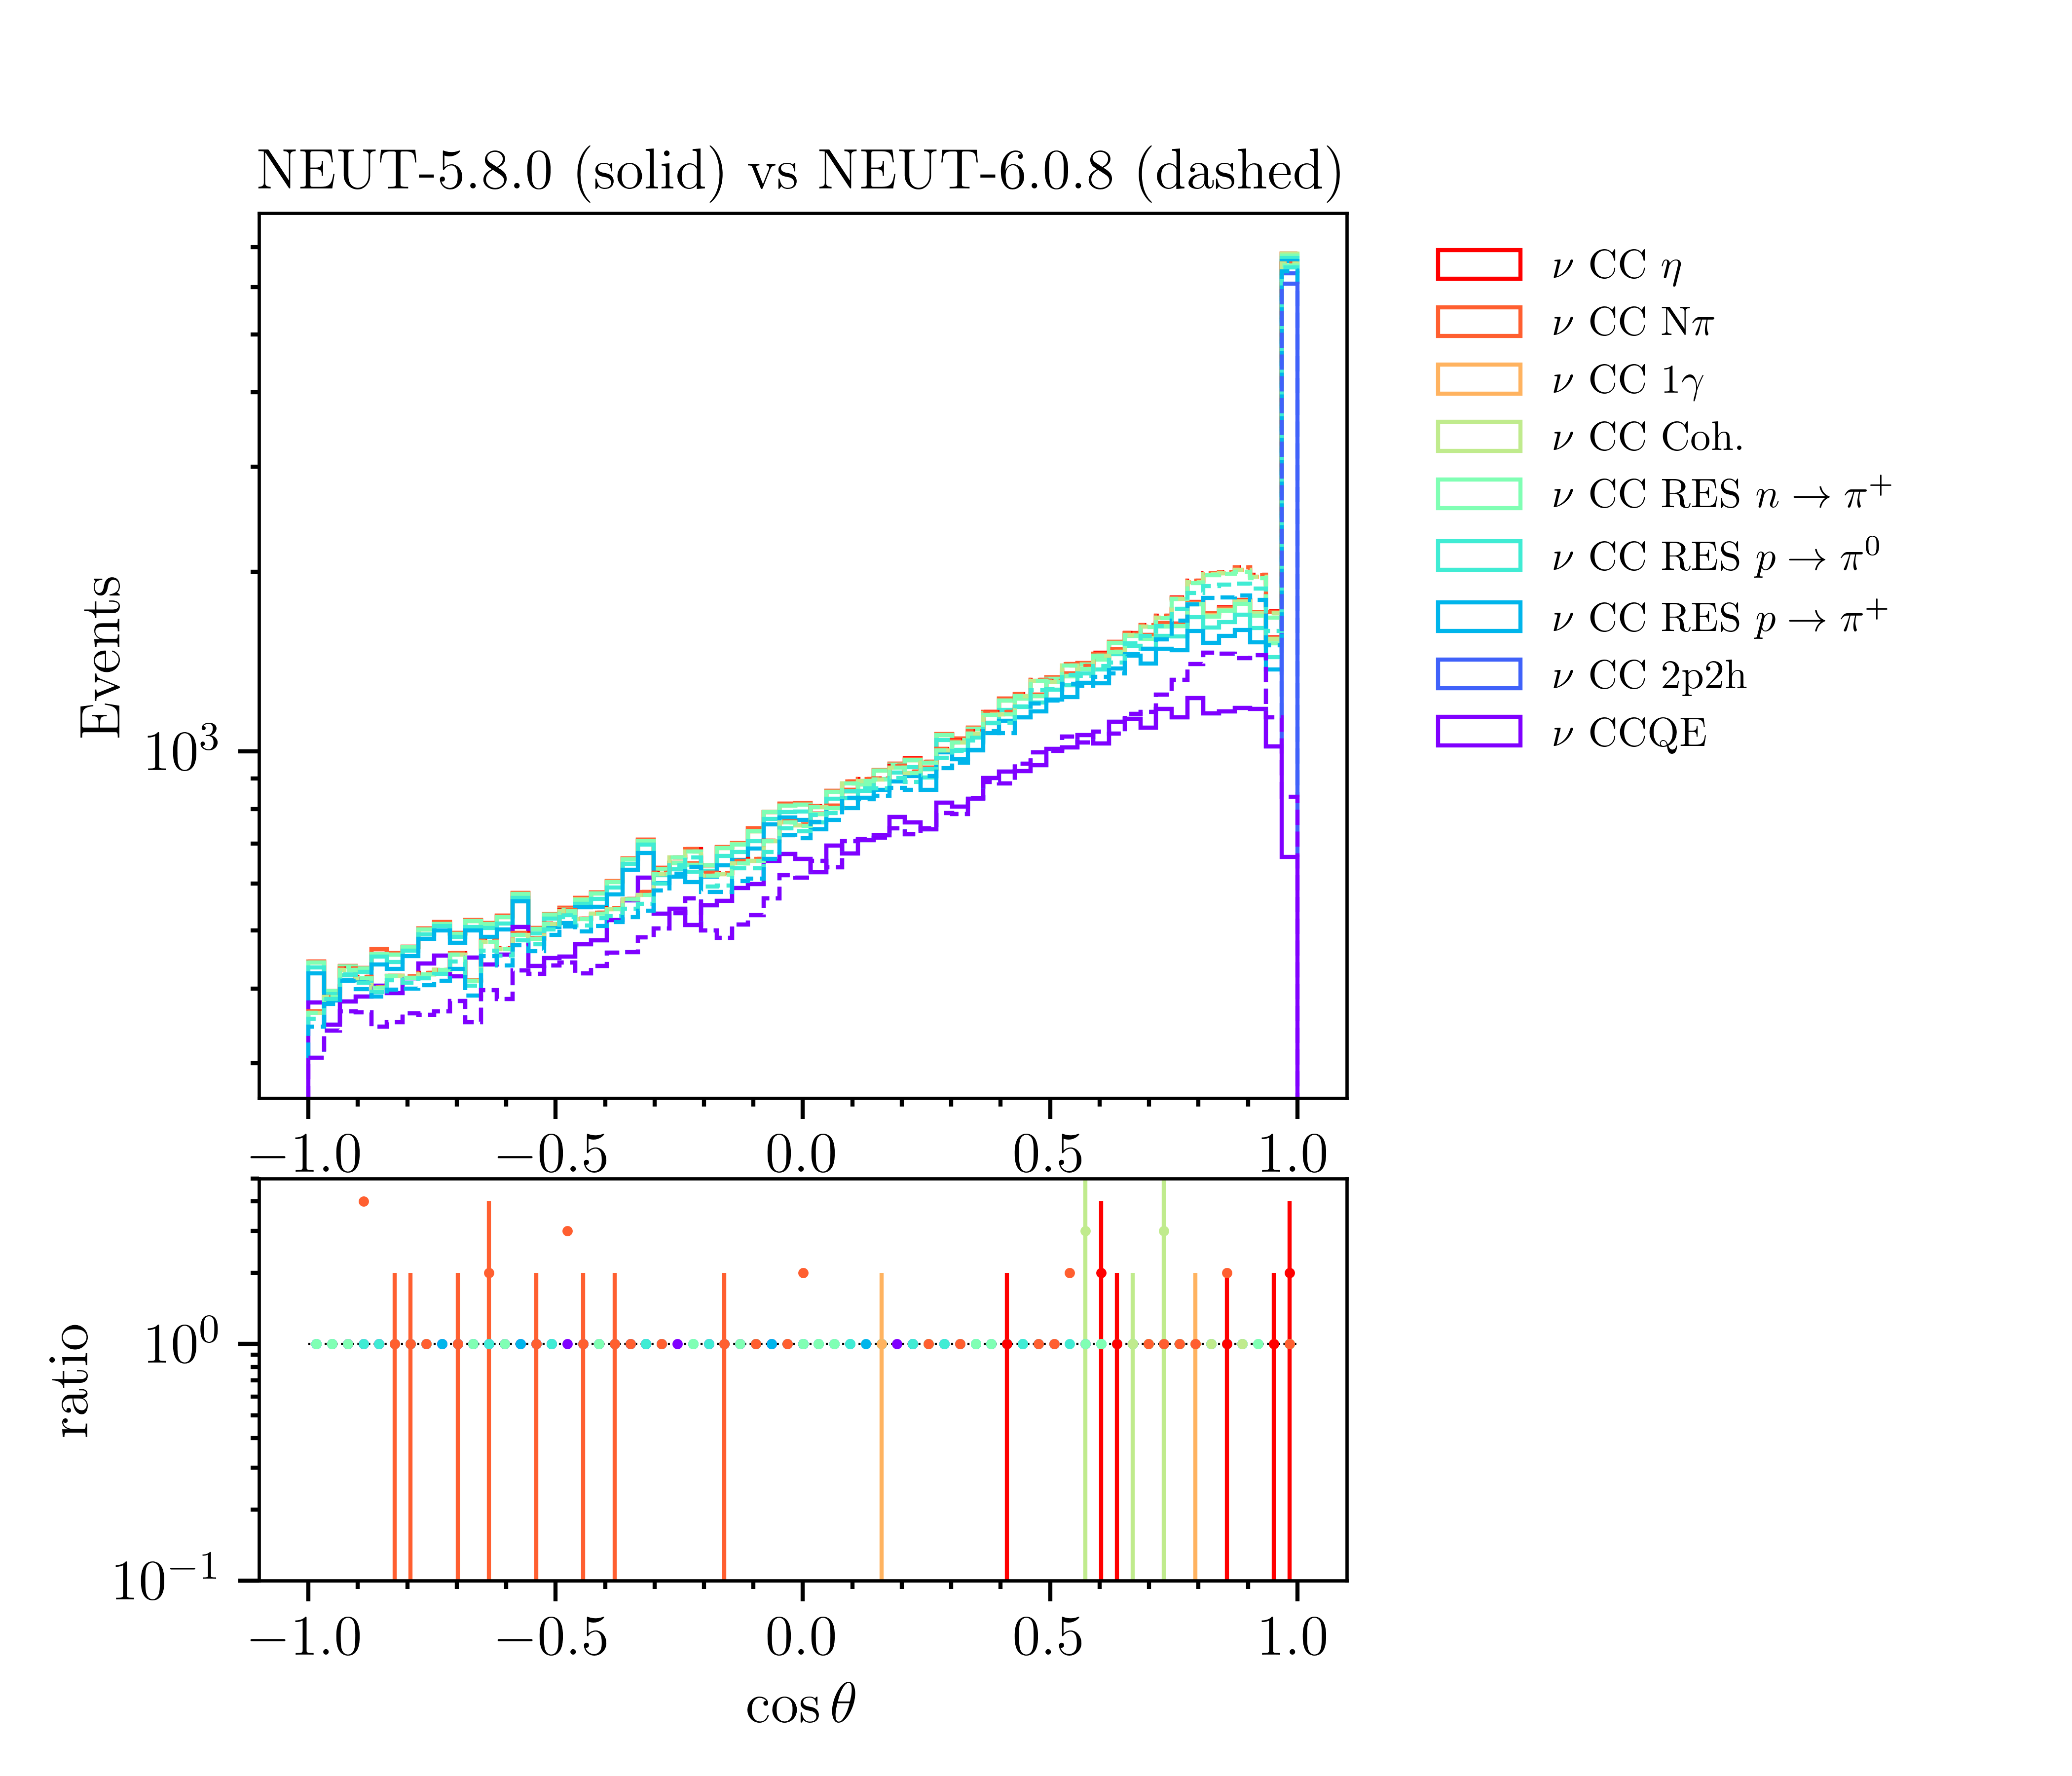 NEUT-5.8.0 (solid) vs NEUT-6.0.8 (dashed)
Events
10³
−1.0 −0.5 0.0 0.5 1.0
ν CC η
ν CC Nπ
ν CC 1γ
ν CC Coh.
ν CC RES n → π⁺
ν CC RES p → π⁰
ν CC RES p → π⁺
ν CC 2p2h
ν CCQE
ratio
10⁰
10⁻¹
−1.0 −0.5 0.0 0.5 1.0
cos θ